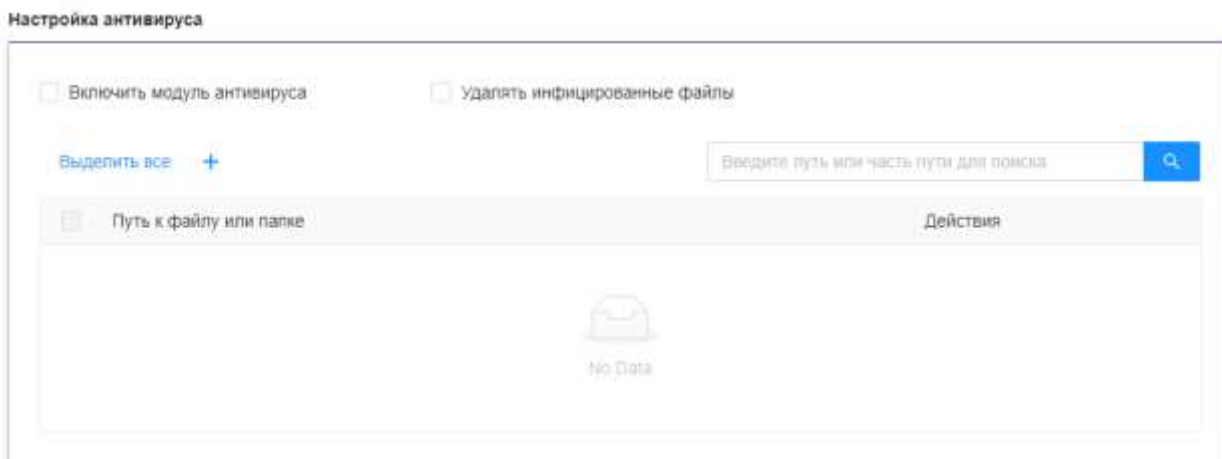 Настройка антивируса
Включить модуль антивируса Удалять инфицированные файлы
Выделить все + Введите путь или часть пути для поиска
Путь к файлу или папке Действия
No Data